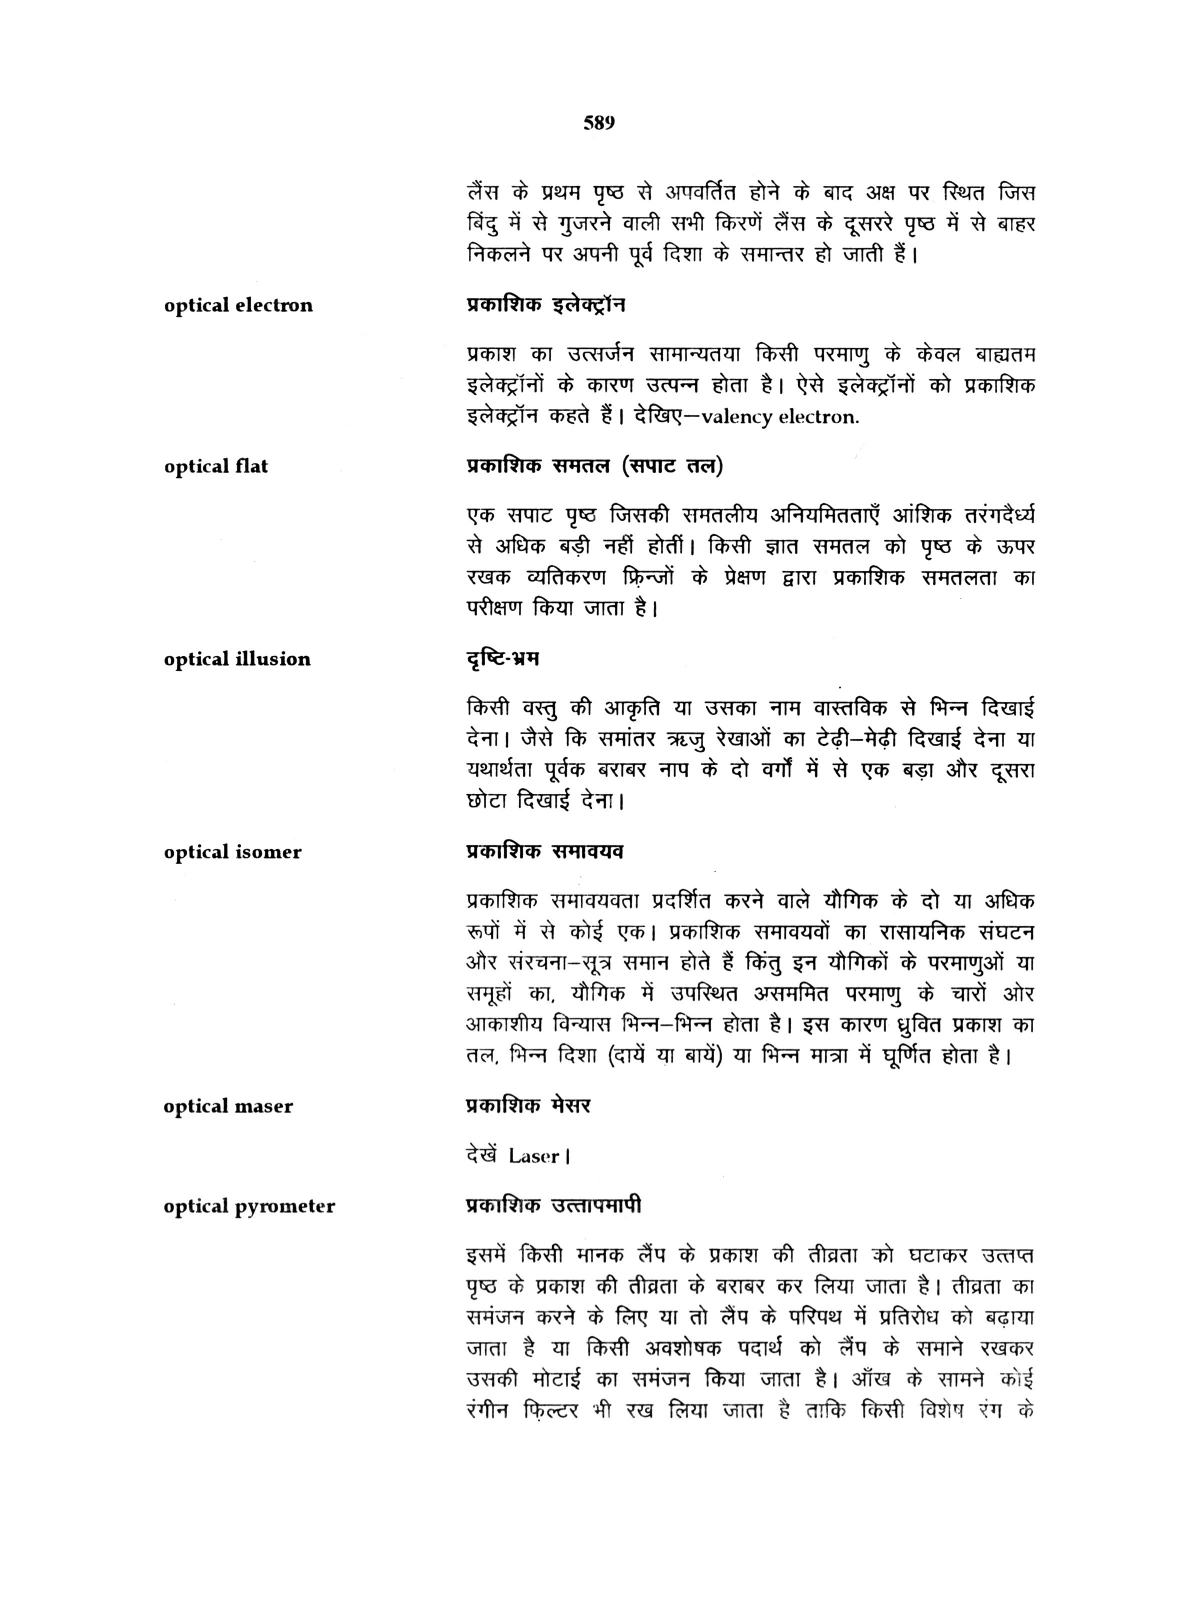 589
लैंस के प्रथम पृष्ठ से अपवर्तित होने के बाद अक्ष पर स्थित जिस
बिंदु में से गुजरने वाली सभी किरणें लैंस के दूसररे पृष्ठ में से बाहर
निकलने पर अपनी पूर्व दिशा के समान्तर हो जाती हैं।
optical electron प्रकाशिक इलेक्ट्रॉन
प्रकाश का उत्सर्जन सामान्यतया किसी परमाणु के केवल बाह्यतम
इलेक्ट्रॉनों के कारण उत्पन्न होता है। ऐसे इलेक्ट्रॉनों को प्रकाशिक
इलेक्ट्रॉन कहते हैं। देखिए–valency electron.
optical flat प्रकाशिक समतल (सपाट तल)
एक सपाट पृष्ठ जिसकी समतलीय अनियमितताएँ आंशिक तरंगदैर्ध्य
से अधिक बड़ी नहीं होतीं। किसी ज्ञात समतल को पृष्ठ के ऊपर
रखक व्यतिकरण फ्रिन्जों के प्रेक्षण द्वारा प्रकाशिक समतलता का
परीक्षण किया जाता है।
optical illusion दृष्टि-भ्रम
किसी वस्तु की आकृति या उसका नाम वास्तविक से भिन्न दिखाई
देना। जैसे कि समांतर ऋजु रेखाओं का टेढ़ी–मेढ़ी दिखाई देना या
यथार्थता पूर्वक बराबर नाप के दो वर्गों में से एक बड़ा और दूसरा
छोटा दिखाई देना।
optical isomer प्रकाशिक समावयव
प्रकाशिक समावयवता प्रदर्शित करने वाले यौगिक के दो या अधिक
रूपों में से कोई एक। प्रकाशिक समावयवों का रासायनिक संघटन
और संरचना–सूत्र समान होते हैं किंतु इन यौगिकों के परमाणुओं या
समूहों का, यौगिक में उपस्थित असममित परमाणु के चारों ओर
आकाशीय विन्यास भिन्न–भिन्न होता है। इस कारण ध्रुवित प्रकाश का
तल, भिन्न दिशा (दायें या बायें) या भिन्न मात्रा में घूर्णित होता है।
optical maser प्रकाशिक मेसर
देखें Laser।
optical pyrometer प्रकाशिक उत्तापमापी
इसमें किसी मानक लैंप के प्रकाश की तीव्रता को घटाकर उत्तप्त
पृष्ठ के प्रकाश की तीव्रता के बराबर कर लिया जाता है। तीव्रता का
समंजन करने के लिए या तो लैंप के परिपथ में प्रतिरोध को बढ़ाया
जाता है या किसी अवशोषक पदार्थ को लैंप के समाने रखकर
उसकी मोटाई का समंजन किया जाता है। आँख के सामने कोई
रंगीन फ़िल्टर भी रख लिया जाता है ताकि किसी विशेष रंग के